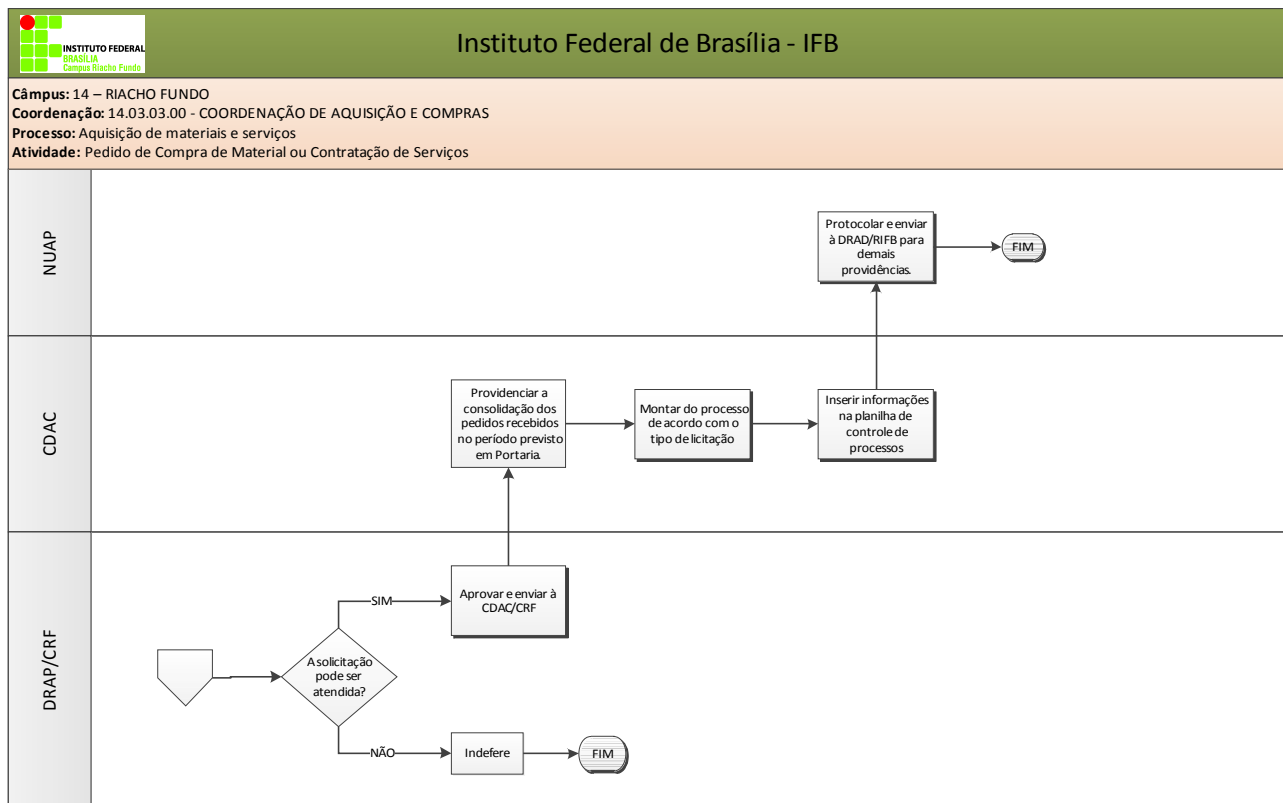 INSTITUTO FEDERAL
BRASÍLIA
Campus Riacho Fundo
Instituto Federal de Brasília - IFB
Câmpus: 14 – RIACHO FUNDO
Coordenação: 14.03.03.00 - COORDENAÇÃO DE AQUISIÇÃO E COMPRAS
Processo: Aquisição de materiais e serviços
Atividade: Pedido de Compra de Material ou Contratação de Serviços
NUAP
Protocolar e enviar
à DRAD/RIFB para
demais
providências.
FIM
CDAC
Providenciar a
consolidação dos
pedidos recebidos
no período previsto
em Portaria.
Montar do processo
de acordo com o
tipo de licitação
Inserir informações
na planilha de
controle de
processos
DRAP/CRF
A solicitação
pode ser
atendida?
SIM
Aprovar e enviar à
CDAC/CRF
NÃO
Indefere
FIM